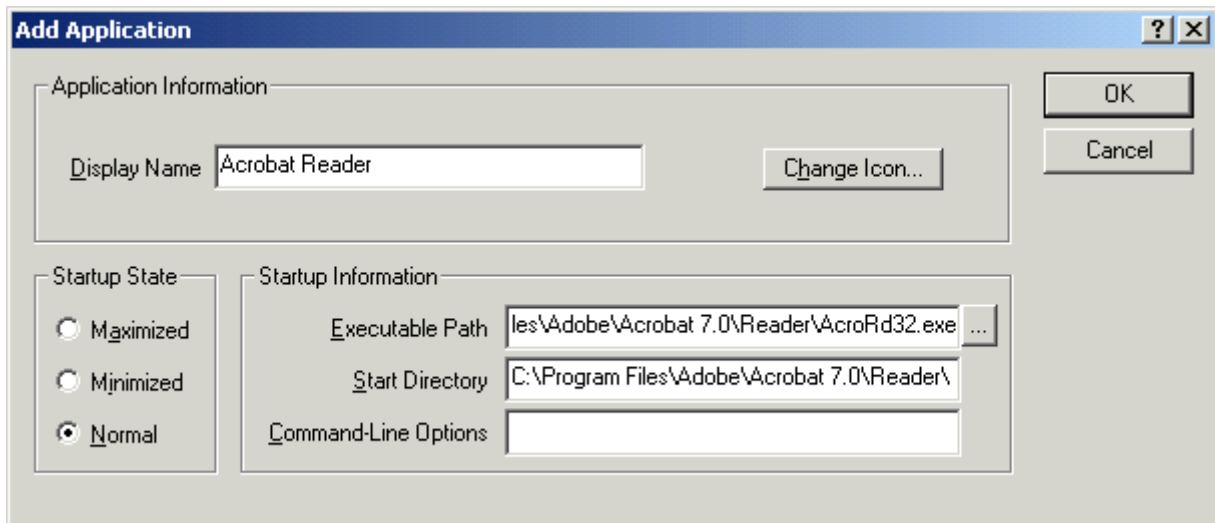 Add Application
Application Information
OK
Display Name Acrobat Reader Change Icon...
Cancel
Startup State Startup Information
Maximized Executable Path les\Adobe\Acrobat 7.0\Reader\AcroRd32.exe ...
Minimized Start Directory C:\Program Files\Adobe\Acrobat 7.0\Reader\
Normal Command-Line Options